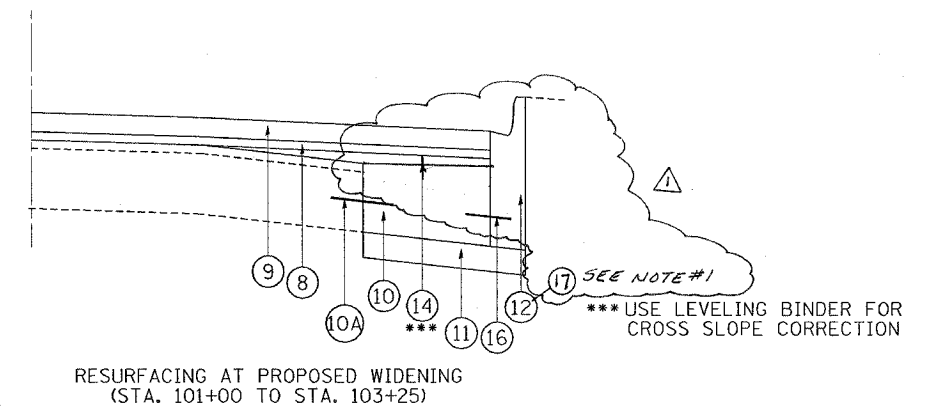 1
9
8
10A
10
14
***
11
16
12
17
SEE NOTE #1
*** USE LEVELING BINDER FOR
CROSS SLOPE CORRECTION
RESURFACING AT PROPOSED WIDENING
(STA. 101+00 TO STA. 103+25)